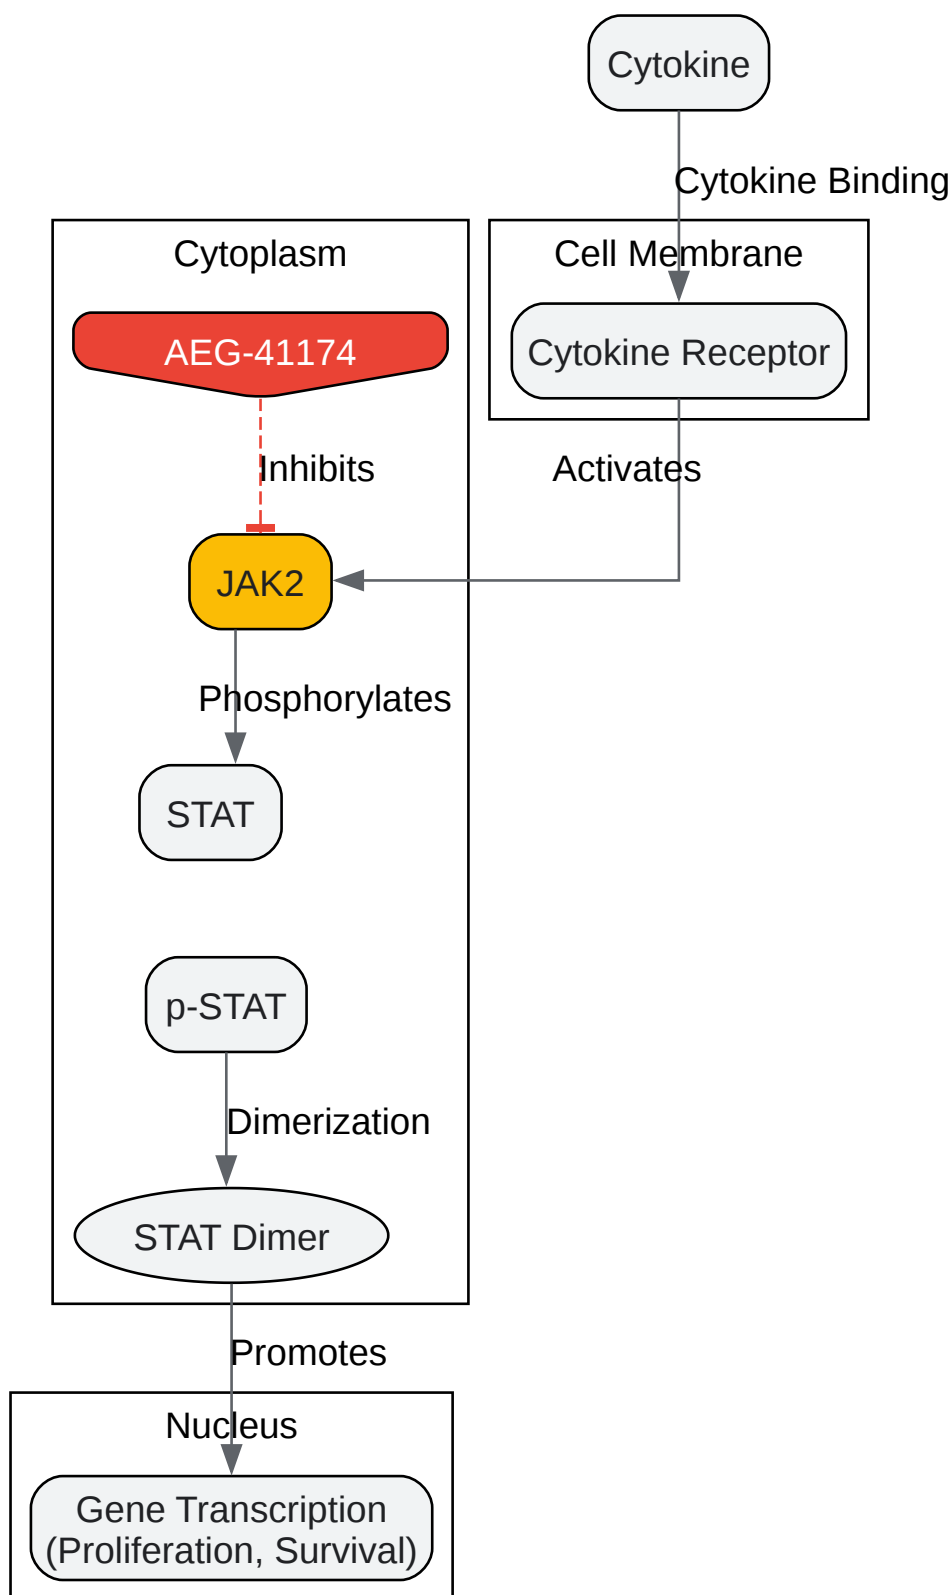 Cytokine
Cytokine Binding
Cytoplasm
Cell Membrane
AEG-41174
Cytokine Receptor
Inhibits
Activates
JAK2
Phosphorylates
STAT
p-STAT
Dimerization
STAT Dimer
Promotes
Nucleus
Gene Transcription
(Proliferation, Survival)